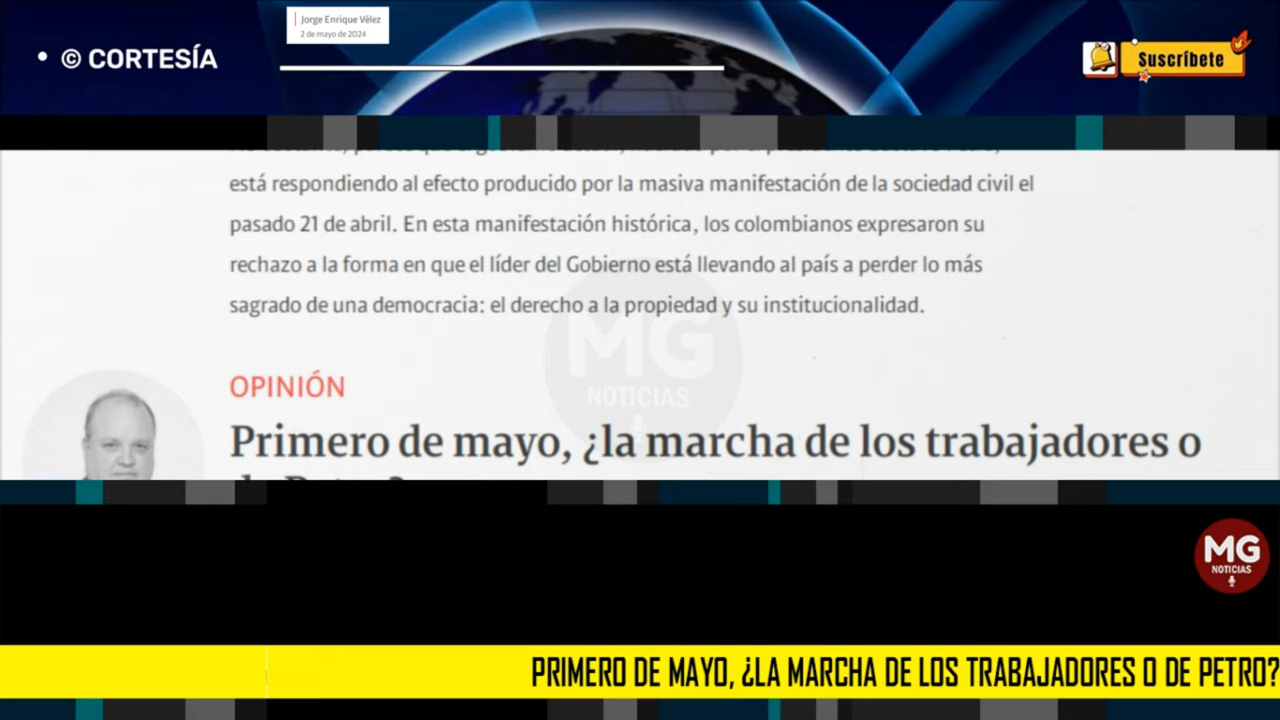 Jorge Enrique Vélez
2 de mayo de 2024
• © CORTESÍA
Suscríbete
está respondiendo al efecto producido por la masiva manifestación de la sociedad civil el
pasado 21 de abril. En esta manifestación histórica, los colombianos expresaron su
rechazo a la forma en que el líder del Gobierno está llevando al país a perder lo más
sagrado de una democracia: el derecho a la propiedad y su institucionalidad.
MG
NOTICIAS
OPINIÓN
Primero de mayo, ¿la marcha de los trabajadores o
MG
NOTICIAS
PRIMERO DE MAYO, ¿LA MARCHA DE LOS TRABAJADORES O DE PETRO?